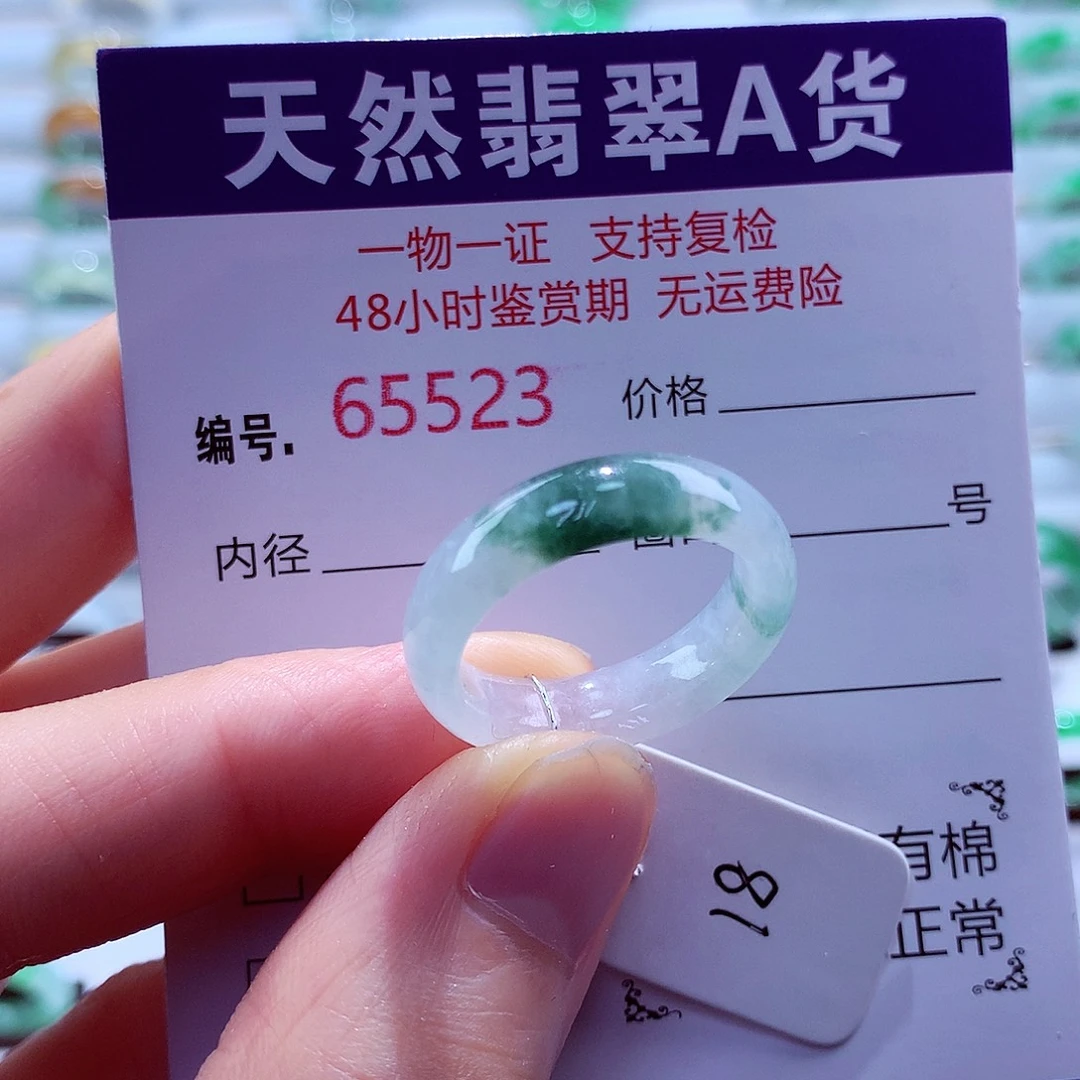 天然翡翠A货
一物一证 支持复检
48小时鉴赏期 无运费险
编号. 65523 价格
内径 号
有棉
正常
18